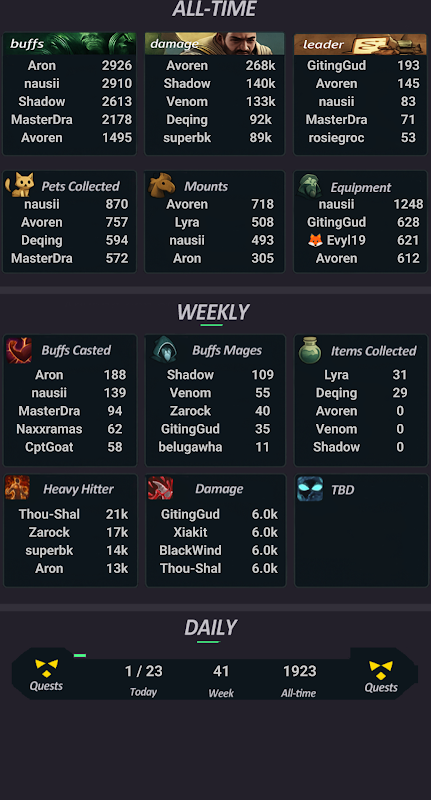 ALL-TIME
buffs
Aron 2926
nausii 2910
Shadow 2613
MasterDra 2178
Avoren 1495
damage
Avoren 268k
Shadow 140k
Venom 133k
Deqing 92k
superbk 89k
leader
GitingGud 193
Avoren 145
nausii 83
MasterDra 71
rosiegroc 53
Pets Collected
nausii 870
Avoren 757
Deqing 594
MasterDra 572
Mounts
Avoren 718
Lyra 508
nausii 493
Aron 305
Equipment
nausii 1248
GitingGud 628
🦊 Evyl19 621
Avoren 612
WEEKLY
Buffs Casted
Aron 188
nausii 139
MasterDra 94
Naxxramas 62
CptGoat 58
Buffs Mages
Shadow 109
Venom 55
Zarock 40
GitingGud 35
belugawha 11
Items Collected
Lyra 31
Deqing 29
Avoren 0
Venom 0
Shadow 0
Heavy Hitter
Thou-Shal 21k
Zarock 17k
superbk 14k
Aron 13k
Damage
GitingGud 6.0k
Xiakit 6.0k
BlackWind 6.0k
Thou-Shal 6.0k
TBD
DAILY
Quests
1 / 23
Today
41
Week
1923
All-time
Quests